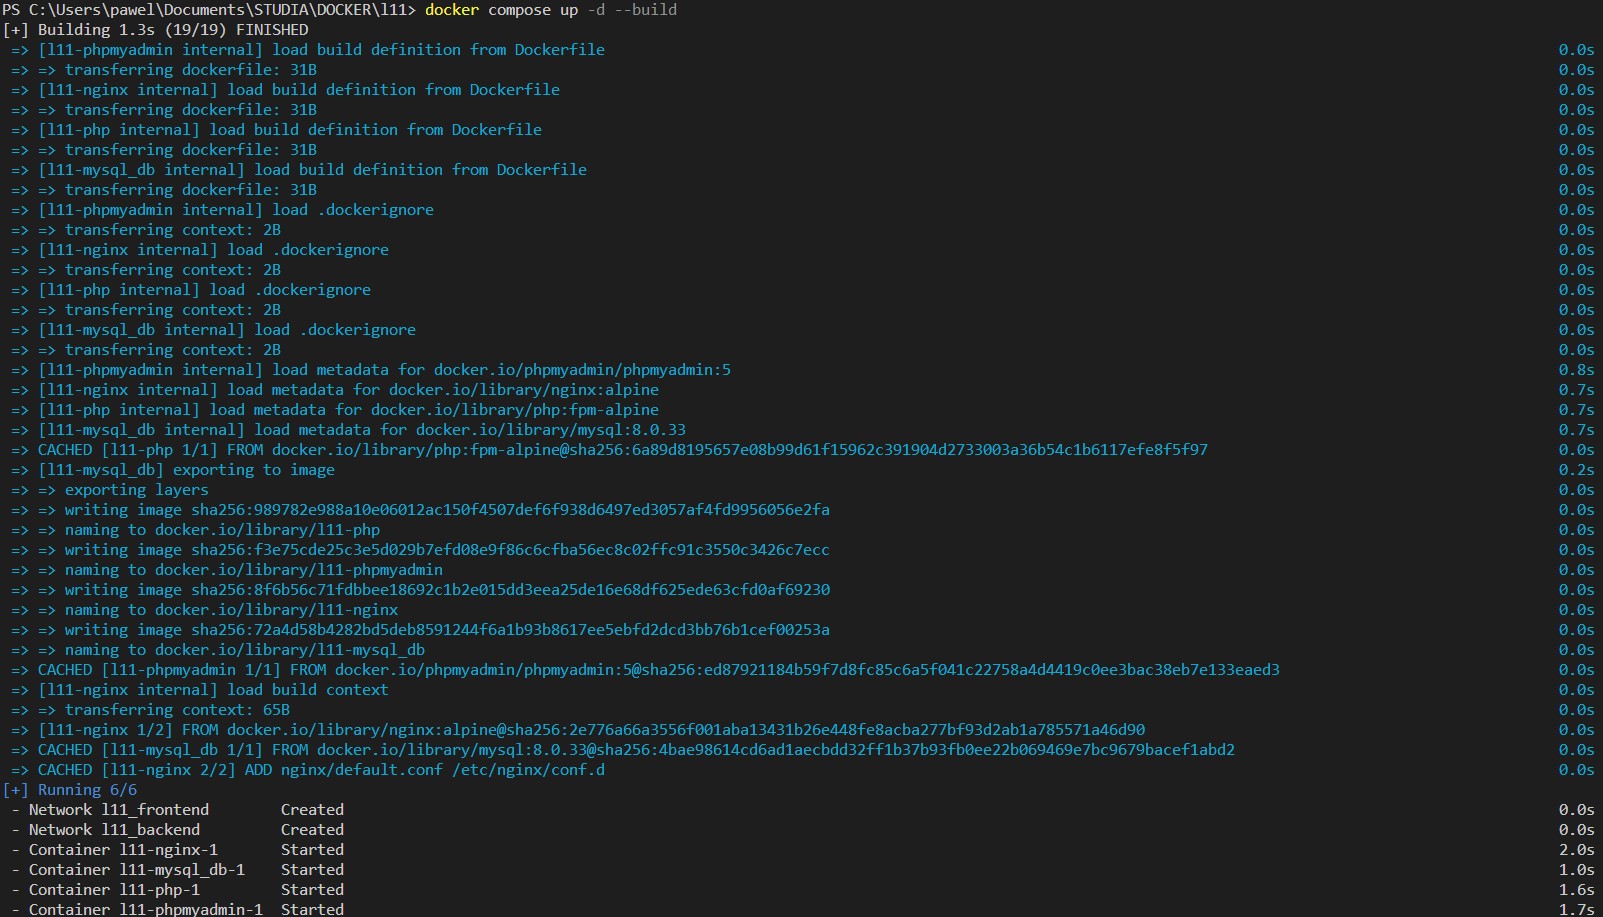 PS C:\Users\pawel\Documents\STUDIA\DOCKER\l11> docker compose up -d --build
[+] Building 1.3s (19/19) FINISHED
=> [l11-phpmyadmin internal] load build definition from Dockerfile 0.0s
=> => transferring dockerfile: 31B 0.0s
=> [l11-nginx internal] load build definition from Dockerfile 0.0s
=> => transferring dockerfile: 31B 0.0s
=> [l11-php internal] load build definition from Dockerfile 0.0s
=> => transferring dockerfile: 31B 0.0s
=> [l11-mysql_db internal] load build definition from Dockerfile 0.0s
=> => transferring dockerfile: 31B 0.0s
=> [l11-phpmyadmin internal] load .dockerignore 0.0s
=> => transferring context: 2B 0.0s
=> [l11-nginx internal] load .dockerignore 0.0s
=> => transferring context: 2B 0.0s
=> [l11-php internal] load .dockerignore 0.0s
=> => transferring context: 2B 0.0s
=> [l11-mysql_db internal] load .dockerignore 0.0s
=> => transferring context: 2B 0.0s
=> [l11-phpmyadmin internal] load metadata for docker.io/phpmyadmin/phpmyadmin:5 0.8s
=> [l11-nginx internal] load metadata for docker.io/library/nginx:alpine 0.7s
=> [l11-php internal] load metadata for docker.io/library/php:fpm-alpine 0.7s
=> [l11-mysql_db internal] load metadata for docker.io/library/mysql:8.0.33 0.7s
=> CACHED [l11-php 1/1] FROM docker.io/library/php:fpm-alpine@sha256:6a89d8195657e08b99d61f15962c391904d2733003a36b54c1b6117efe8f5f97 0.0s
=> [l11-mysql_db] exporting to image 0.2s
=> => exporting layers 0.0s
=> => writing image sha256:989782e988a10e06012ac150f4507def6f938d6497ed3057af4fd9956056e2fa 0.0s
=> => naming to docker.io/library/l11-php 0.0s
=> => writing image sha256:f3e75cde25c3e5d029b7efd08e9f86c6cfba56ec8c02ffc91c3550c3426c7ecc 0.0s
=> => naming to docker.io/library/l11-phpmyadmin 0.0s
=> => writing image sha256:8f6b56c71fdbbee18692c1b2e015dd3eea25de16e68df625ede63cfd0af69230 0.0s
=> => naming to docker.io/library/l11-nginx 0.0s
=> => writing image sha256:72a4d58b4282bd5deb8591244f6a1b93b8617ee5ebfd2dcd3bb76b1cef00253a 0.0s
=> => naming to docker.io/library/l11-mysql_db 0.0s
=> CACHED [l11-phpmyadmin 1/1] FROM docker.io/phpmyadmin/phpmyadmin:5@sha256:ed87921184b59f7d8fc85c6a5f041c22758a4d4419c0ee3bac38eb7e133eaed3 0.0s
=> [l11-nginx internal] load build context 0.0s
=> => transferring context: 65B 0.0s
=> [l11-nginx 1/2] FROM docker.io/library/nginx:alpine@sha256:2e776a66a3556f001aba13431b26e448fe8acba277bf93d2ab1a785571a46d90 0.0s
=> CACHED [l11-mysql_db 1/1] FROM docker.io/library/mysql:8.0.33@sha256:4bae98614cd6ad1aecbdd32ff1b37b93fb0ee22b069469e7bc9679bacef1abd2 0.0s
=> CACHED [l11-nginx 2/2] ADD nginx/default.conf /etc/nginx/conf.d 0.0s
[+] Running 6/6
- Network l11_frontend Created 0.0s
- Network l11_backend Created 0.0s
- Container l11-nginx-1 Started 2.0s
- Container l11-mysql_db-1 Started 1.0s
- Container l11-php-1 Started 1.6s
- Container l11-phpmyadmin-1 Started 1.7s